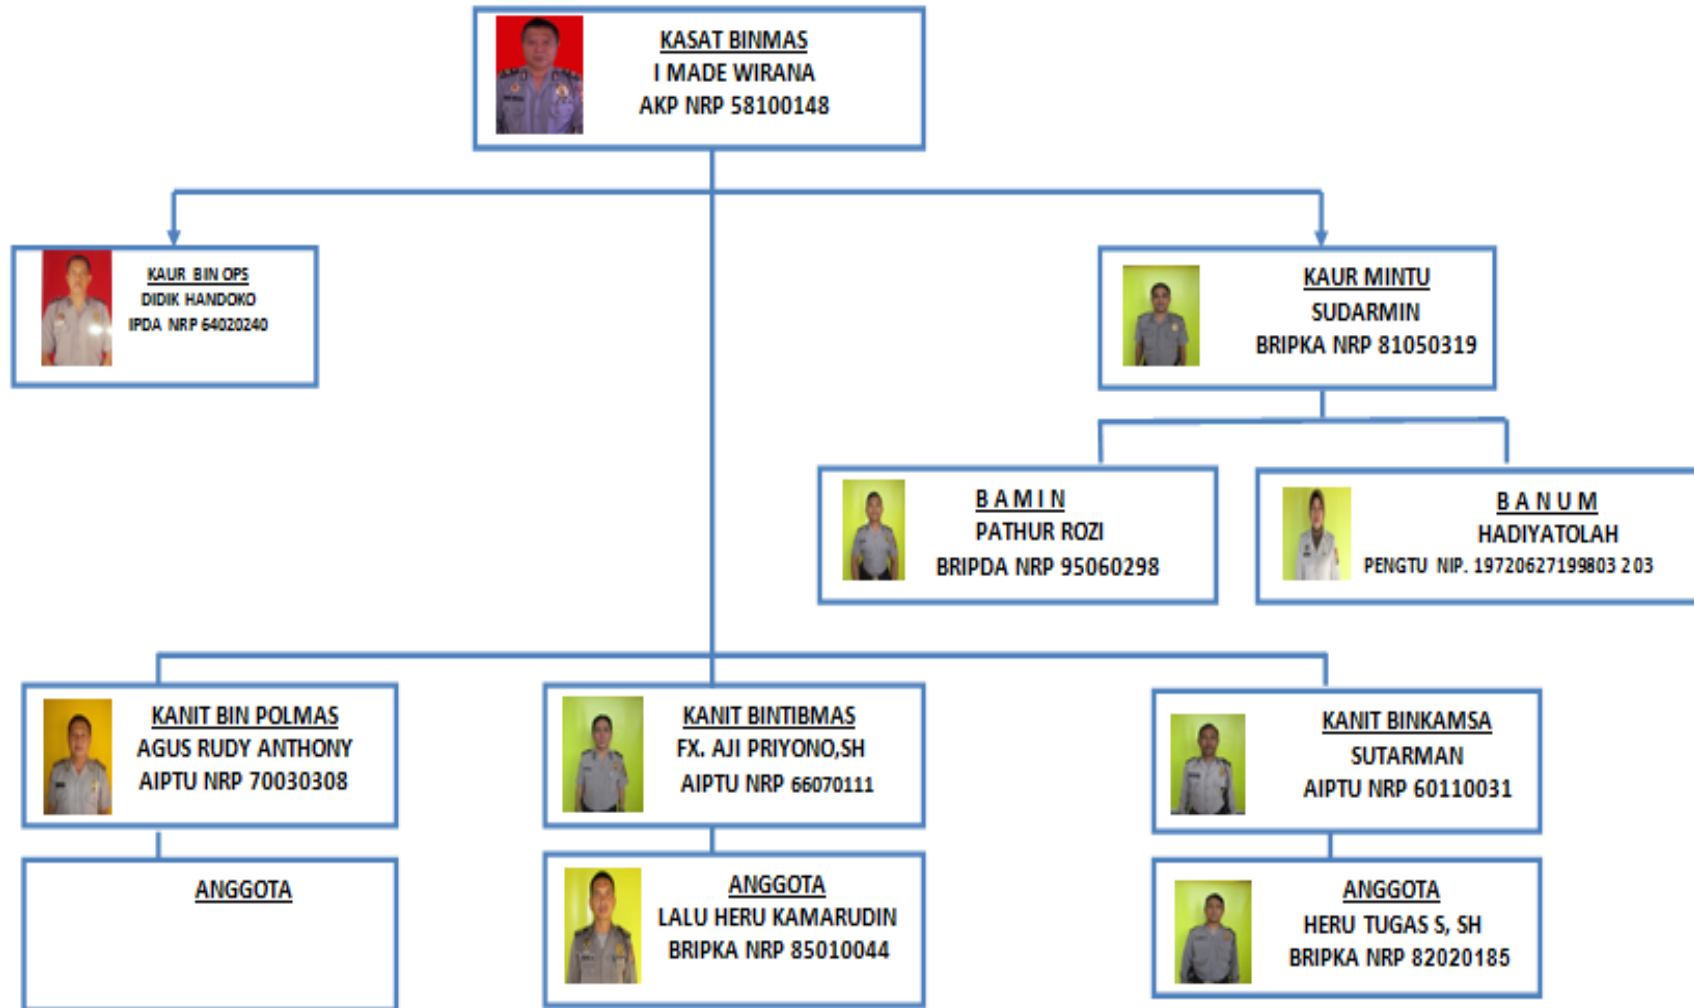 KASAT BINMAS
I MADE WIRANA
AKP NRP 58100148
KAUR BIN OPS
DIDIK HANDOKO
IPDA NRP 64020240
KAUR MINTU
SUDARMIN
BRIPKA NRP 81050319
B A M I N
PATHUR ROZI
BRIPDA NRP 95060298
B A N U M
HADIYATOLAH
PENGTU NIP. 19720627199803 2 03
KANIT BIN POLMAS
AGUS RUDY ANTHONY
AIPTU NRP 70030308
KANIT BINTIBMAS
FX. AJI PRIYONO,SH
AIPTU NRP 66070111
KANIT BINKAMSA
SUTARMAN
AIPTU NRP 60110031
ANGGOTA
ANGGOTA
LALU HERU KAMARUDIN
BRIPKA NRP 85010044
ANGGOTA
HERU TUGAS S, SH
BRIPKA NRP 82020185